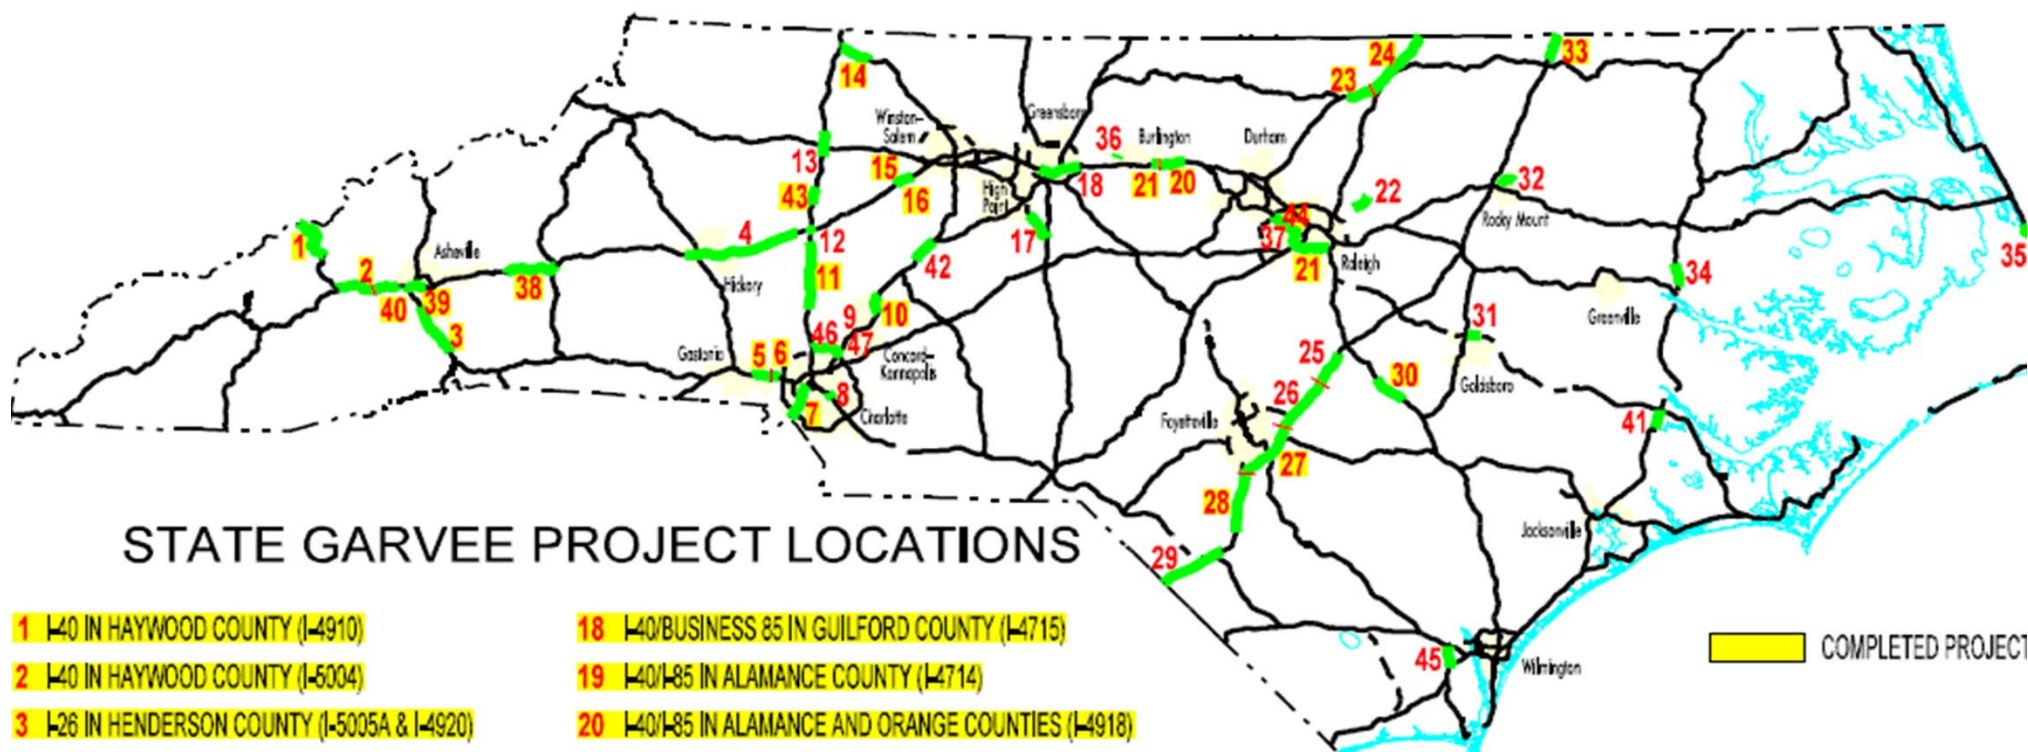 33
24
23
14
Greensboro
Winston-
Salem
36
Burlington
Durham
13
15
16
18
21
20
22
32
43
High
Point
Rocky Mount
44
1
4
12
17
37
35
Asheville
42
21
Raleigh
2
38
11
34
40
39
Hickory
9
10
Greenville
3
46
47
31
Gastonia
5
6
Concord-
Kannapolis
25
30
Goldsboro
8
26
7
Charlotte
Fayetteville
41
27
28
Jacksonville
29
STATE GARVEE PROJECT LOCATIONS
45
Wilmington
1 I-40 IN HAYWOOD COUNTY (I-4910)
2 I-40 IN HAYWOOD COUNTY (I-5004)
3 I-26 IN HENDERSON COUNTY (I-5005A & I-4920)
18 I-40/BUSINESS 85 IN GUILFORD COUNTY (I-4715)
19 I-40/I-85 IN ALAMANCE COUNTY (I-4714)
20 I-40/I-85 IN ALAMANCE AND ORANGE COUNTIES (I-4918)
COMPLETED PROJECT